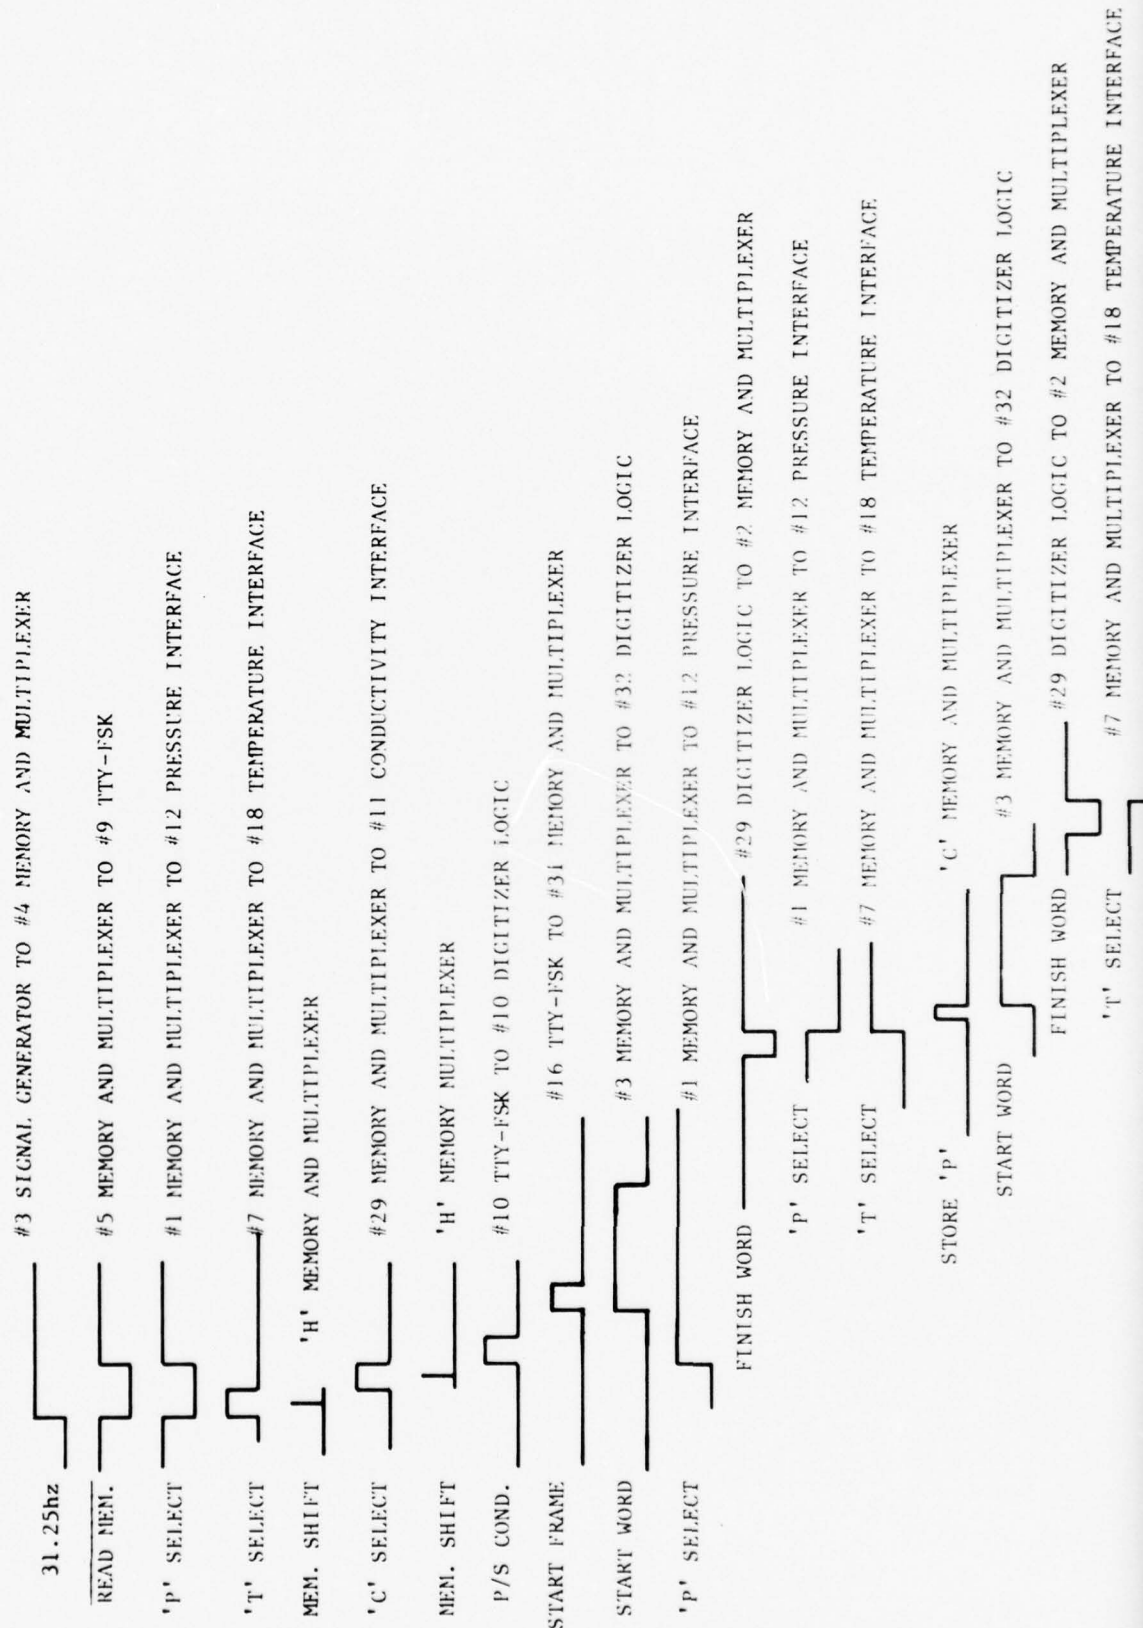 31.25hz #3 SIGNAL GENERATOR TO #4 MEMORY AND MULTIPLEXER
READ MEM. #5 MEMORY AND MULTIPLEXER TO #9 TTY-FSK
'P' SELECT #1 MEMORY AND MULTIPLEXER TO #12 PRESSURE INTERFACE
'T' SELECT #7 MEMORY AND MULTIPLEXER TO #18 TEMPERATURE INTERFACE
MEM. SHIFT 'H' MEMORY AND MULTIPLEXER
'C' SELECT #29 MEMORY AND MULTIPLEXER TO #11 CONDUCTIVITY INTERFACE
MEM. SHIFT 'H' MEMORY MULTIPLEXER
P/S COND. #10 TTY-FSK TO #10 DIGITIZER LOGIC
START FRAME #16 TTY-FSK TO #31 MEMORY AND MULTIPLEXER
START WORD #3 MEMORY AND MULTIPLEXER TO #32 DIGITIZER LOGIC
'P' SELECT #1 MEMORY AND MULTIPLEXER TO #12 PRESSURE INTERFACE
FINISH WORD #29 DIGITIZER LOGIC TO #2 MEMORY AND MULTIPLEXER
'P' SELECT #1 MEMORY AND MULTIPLEXER TO #12 PRESSURE INTERFACE
'T' SELECT #7 MEMORY AND MULTIPLEXER TO #18 TEMPERATURE INTERFACE
STORE 'P' 'C' MEMORY AND MULTIPLEXER
START WORD #3 MEMORY AND MULTIPLEXER TO #32 DIGITIZER LOGIC
FINISH WORD #29 DIGITIZER LOGIC TO #2 MEMORY AND MULTIPLEXER
'T' SELECT #7 MEMORY AND MULTIPLEXER TO #18 TEMPERATURE INTERFACE